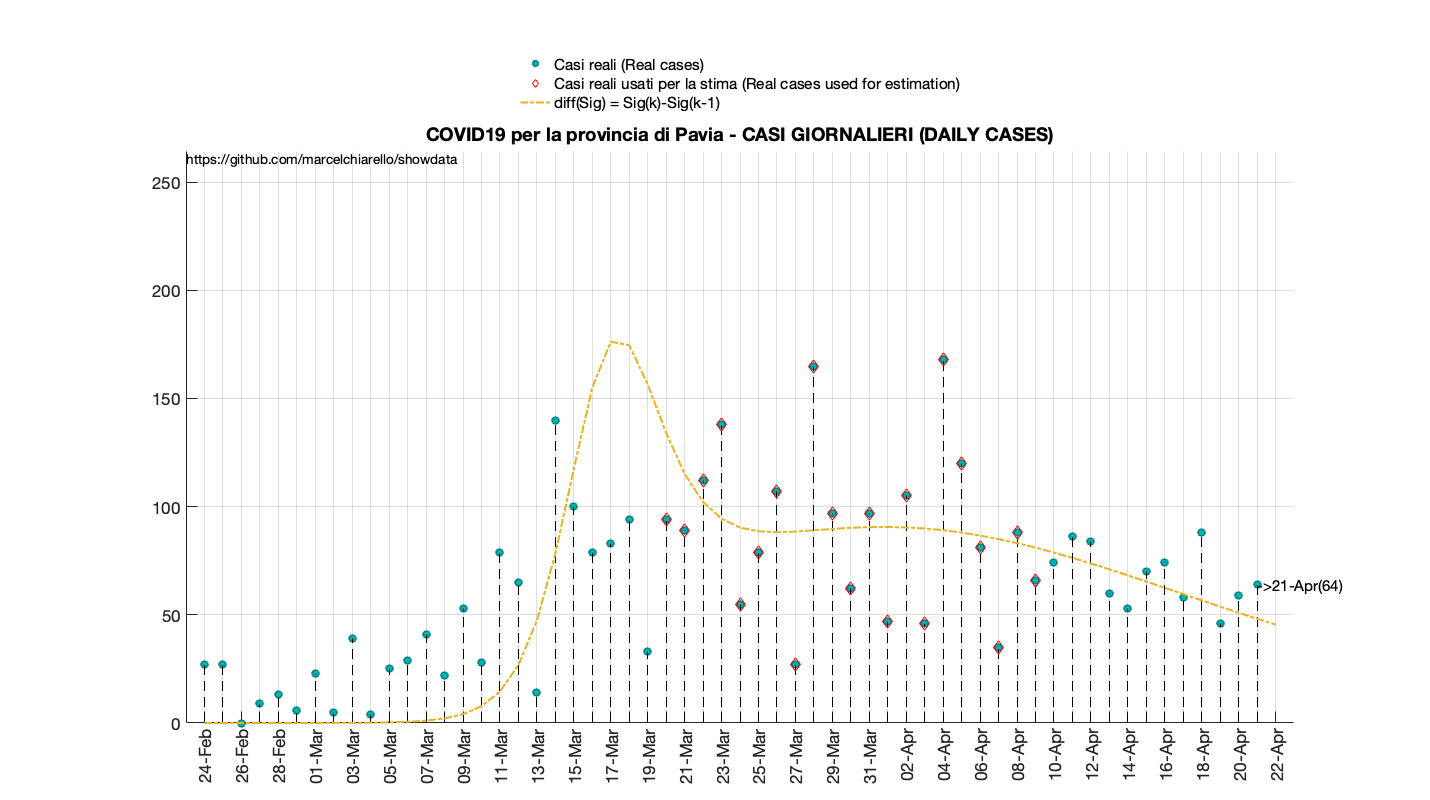 Casi reali (Real cases)
Casi reali usati per la stima (Real cases used for estimation)
diff(Sig) = Sig(k)-Sig(k-1)
COVID19 per la provincia di Pavia - CASI GIORNALIERI (DAILY CASES)
https://github.com/marcelchiarello/showdata
250
200
150
100
50
0
->21-Apr(64)
24-Feb
26-Feb
28-Feb
01-Mar
03-Mar
05-Mar
07-Mar
09-Mar
11-Mar
13-Mar
15-Mar
17-Mar
19-Mar
21-Mar
23-Mar
25-Mar
27-Mar
29-Mar
31-Mar
02-Apr
04-Apr
06-Apr
08-Apr
10-Apr
12-Apr
14-Apr
16-Apr
18-Apr
20-Apr
22-Apr